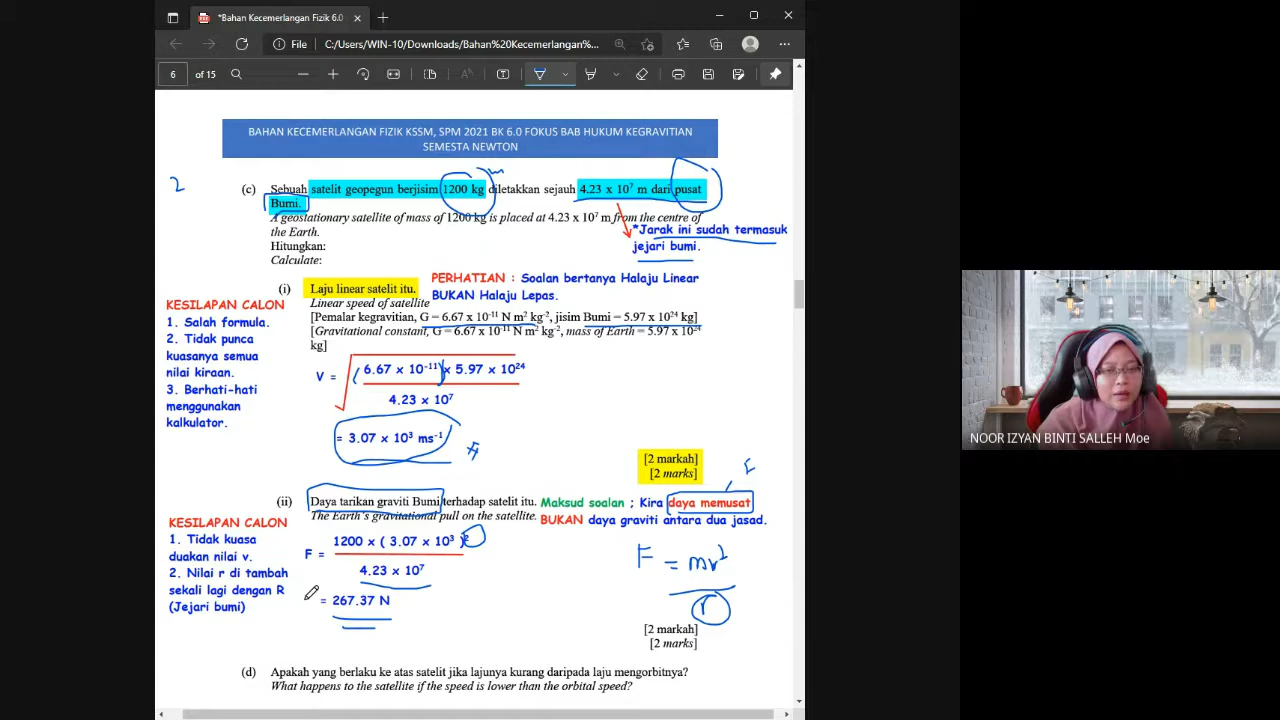 *Bahan Kecemerlangan Fizik 6.0
File
C:/Users/WIN-10/Downloads/Bahan%20Kecemerlangan%...
6 of 15
BAHAN KECEMERLANGAN FIZIK KSSM, SPM 2021 BK 6.0 FOKUS BAB HUKUM KEGRAVITIAN
SEMESTA NEWTON
2
m
(c) Sebuah satelit geopegun berjisim 1200 kg diletakkan sejauh 4.23 x 10⁷ m dari pusat
Bumi.
A geostationary satellite of mass of 1200 kg is placed at 4.23 x 10⁷ m from the centre of
the Earth.
*Jarak ini sudah termasuk
jejari bumi.
Hitungkan:
Calculate:
PERHATIAN : Soalan bertanya Halaju Linear
BUKAN Halaju Lepas.
(i) Laju linear satelit itu.
Linear speed of satellite
[Pemalar kegravitian, G = 6.67 x 10⁻¹¹ N m² kg⁻², jisim Bumi = 5.97 x 10²⁴ kg]
[Gravitational constant, G = 6.67 x 10⁻¹¹ N m² kg⁻², mass of Earth = 5.97 x 10²⁴
kg]
KESILAPAN CALON
1. Salah formula.
2. Tidak punca
kuasanya semua
nilai kiraan.
3. Berhati-hati
menggunakan
kalkulator.
V = √
( 6.67 x 10⁻¹¹ ) x 5.97 x 10²⁴
4.23 x 10⁷
= 3.07 x 10³ ms⁻¹
[2 markah]
[2 marks]
(ii) Daya tarikan graviti Bumi terhadap satelit itu.
The Earth's gravitational pull on the satellite.
Maksud soalan ; Kira daya memusat
BUKAN daya graviti antara dua jasad.
KESILAPAN CALON
1. Tidak kuasa
duakan nilai v.
2. Nilai r di tambah
sekali lagi dengan R
(Jejari bumi)
F =
1200 x ( 3.07 x 10³ )²
4.23 x 10⁷
= 267.37 N
F = mv²
r
[2 markah]
[2 marks]
(d) Apakah yang berlaku ke atas satelit jika lajunya kurang daripada laju mengorbitnya?
What happens to the satellite if the speed is lower than the orbital speed?
NOOR IZYAN BINTI SALLEH Moe